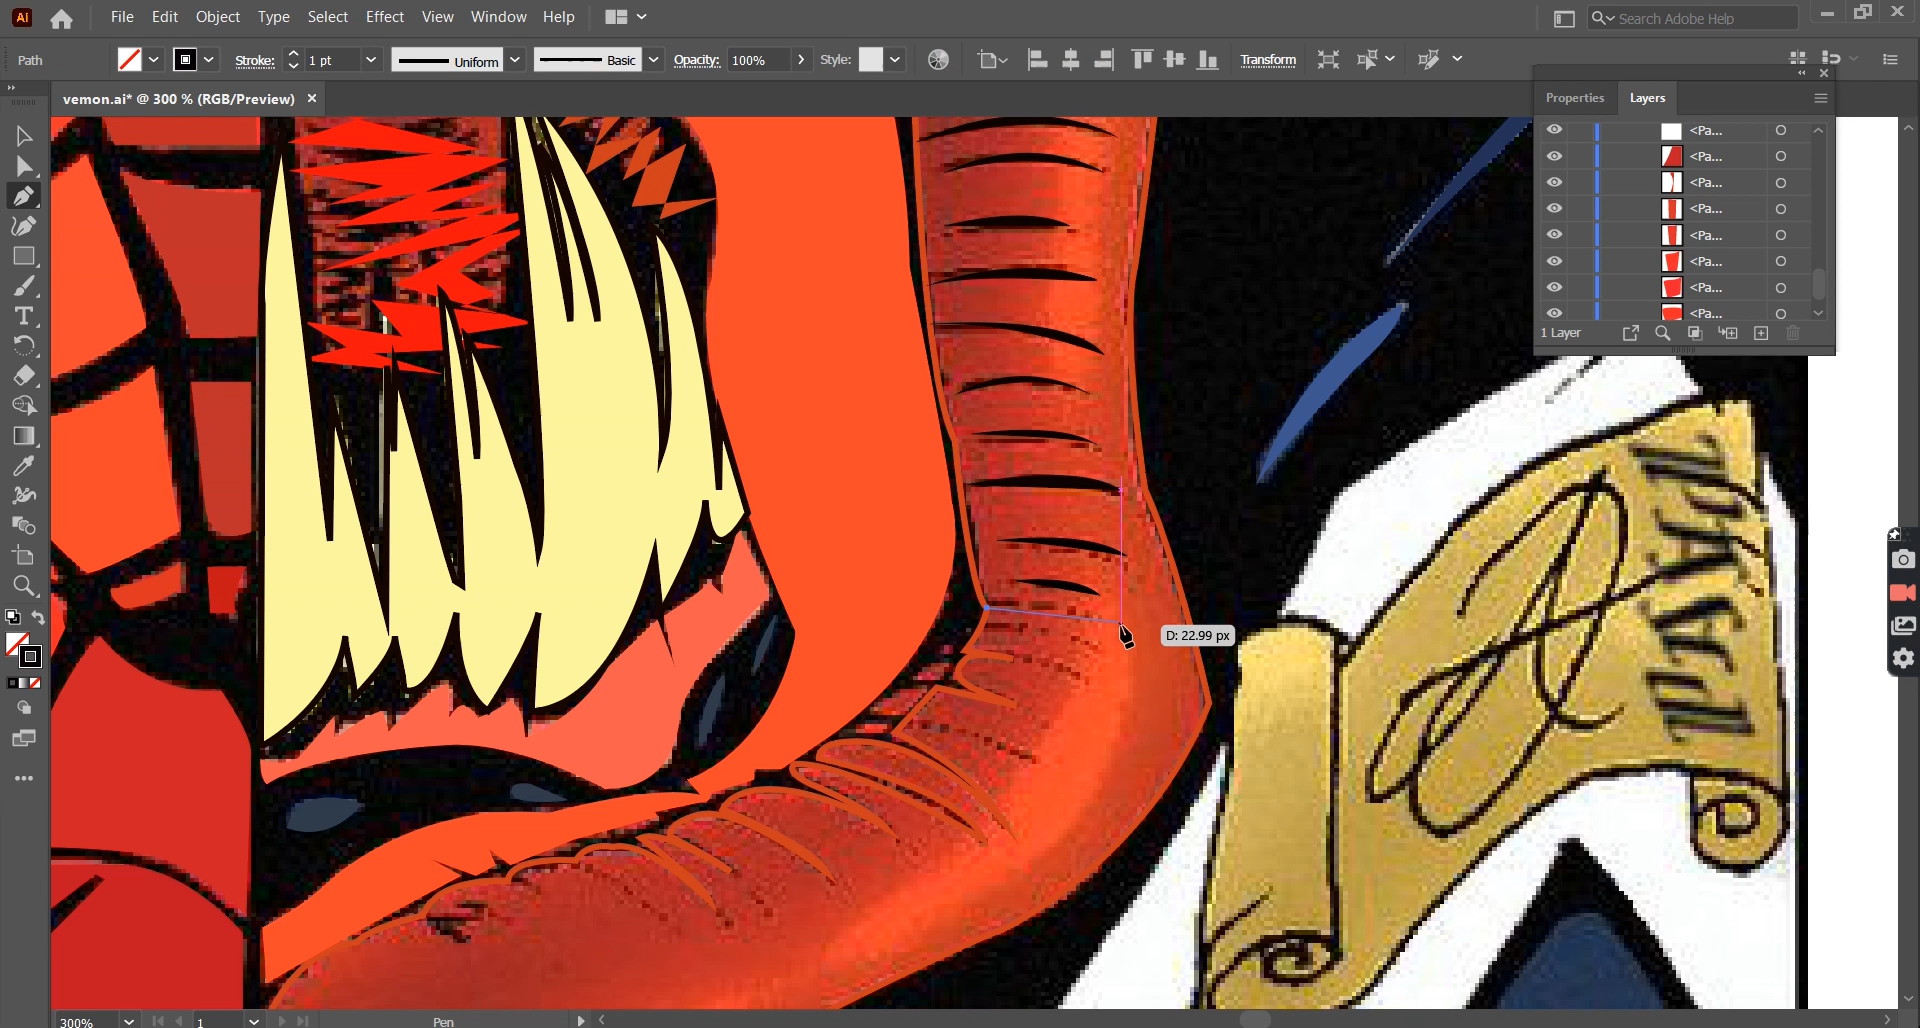 Ai File Edit Object Type Select Effect View Window Help Search Adobe Help
Path Stroke: 1 pt Uniform Basic Opacity: 100% Style: Transform
vemon.ai* @ 300 % (RGB/Preview)
Properties Layers
<Pa...
<Pa...
<Pa...
<Pa...
<Pa...
<Pa...
<Pa...
<Pa...
1 Layer
D: 22.99 px
300% 1 Pen